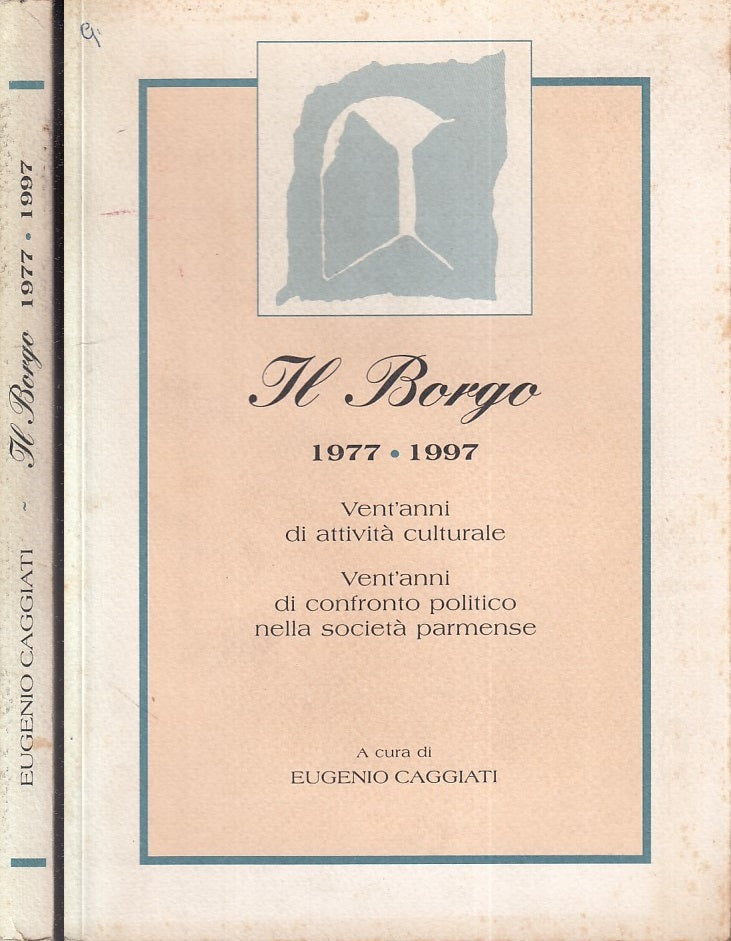 EUGENIO CAGGIATI ~ Il Borgo 1977 • 1997
Il Borgo
1977 • 1997
Vent'anni
di attività culturale
Vent'anni
di confronto politico
nella società parmense
A cura di
EUGENIO CAGGIATI